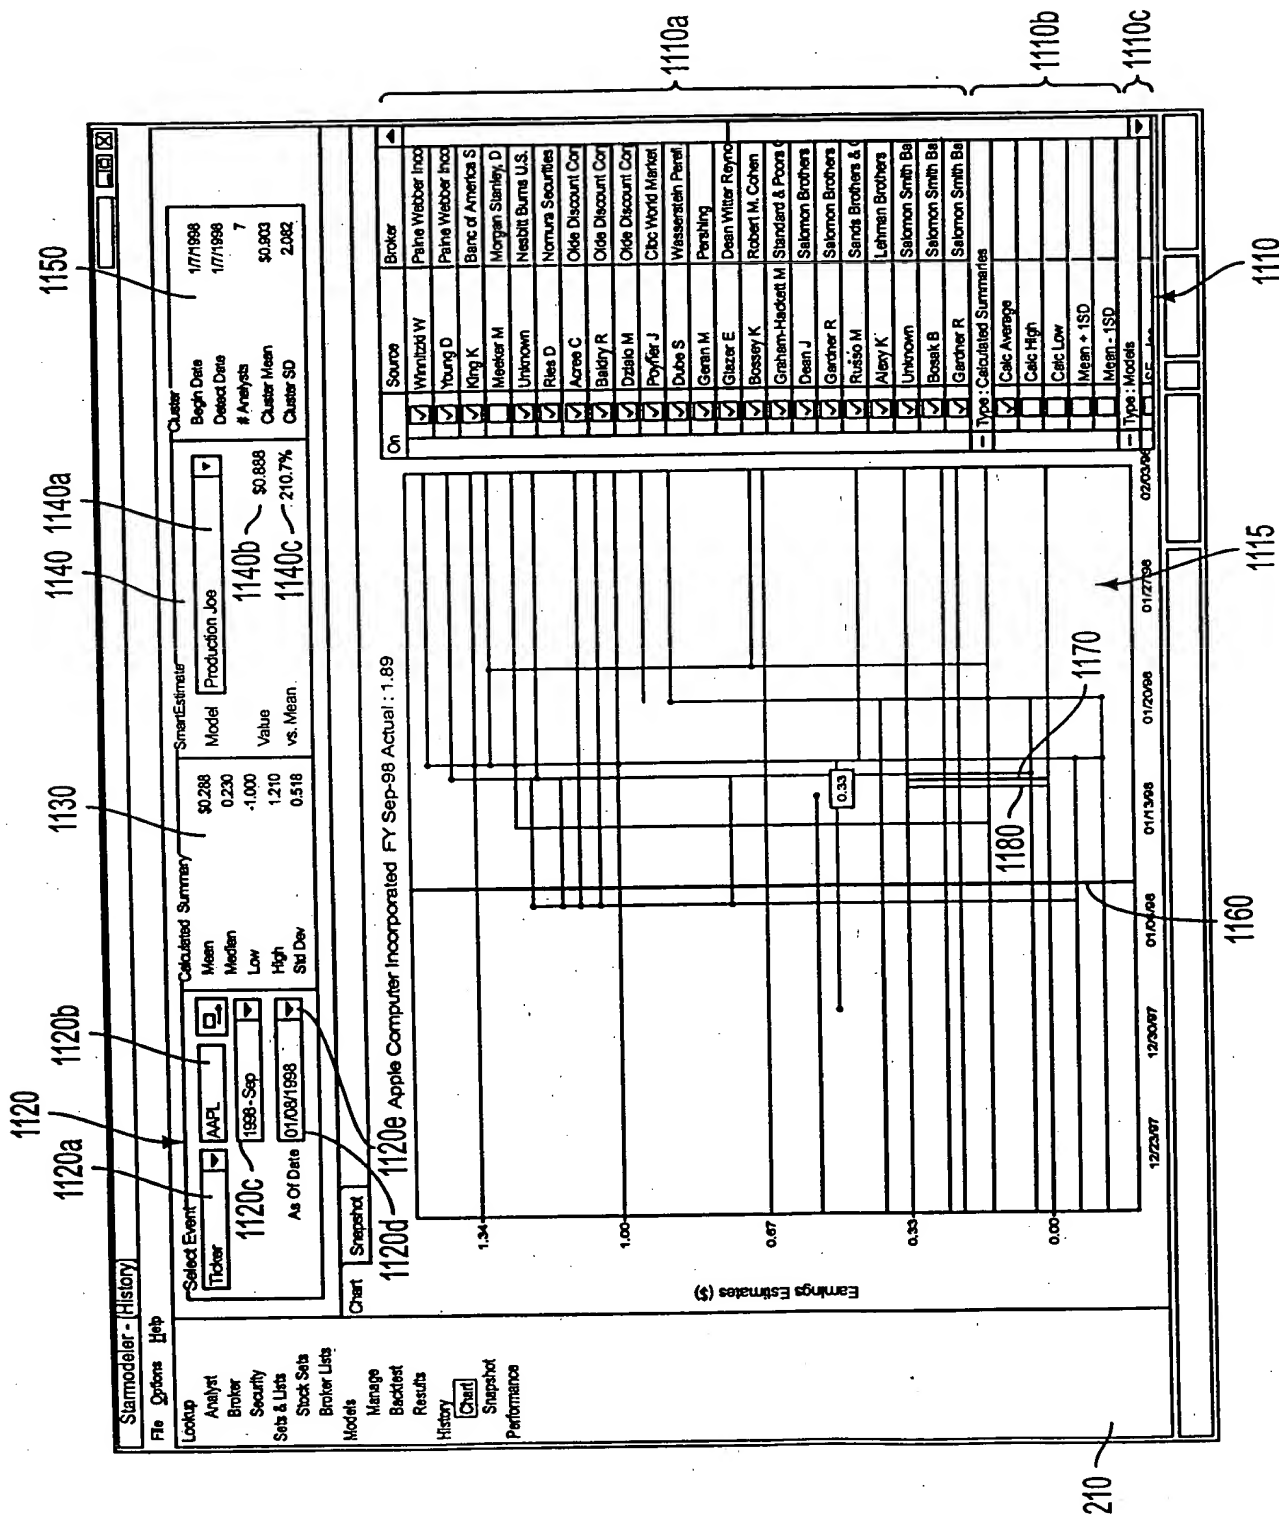 Starmodeler - [History]
File Options Help
Lookup
Analyst
Broker
Security
Sets & Lists
Stock Sets
Broker Lists
Models
Manage
Backtest
Results
History
Chart
Snapshot
Performance
210
1120
1120a
1120b
1120c
1120d
1120e
Select Event
Ticker
AAPL
1998 - Sep
As Of Date 01/08/1998
1130
Calculated Summary
Mean $0.288
Median 0.230
Low -1.000
High 1.210
Std Dev 0.518
1140
1140a
SmartEstimate
Model Production Joe
Value 1140b $0.888
vs. Mean 1140c 210.7%
1150
Cluster
Begin Date 1/7/1998
Detect Date 1/7/1998
# Analysts 7
Cluster Mean $0.903
Cluster SD 2.082
Chart Snapshot
Apple Computer Incorporated FY Sep-98 Actual : 1.89
Earnings Estimates ($)
1.34
1.00
0.67
0.33
0.00
0.33
12/23/97 12/30/97 01/06/98 01/13/98 01/20/98 01/27/98 02/03/98
1160
1180
1170
1115
On Source Broker
Winnitzki W Paine Webber Inco
Young D Paine Webber Inco
King K Banc of America S
Meeker M Morgan Stanley, D
Unknown Nesbitt Burns U.S.
Ries D Nomura Securities
Acree C Olde Discount Cor
Baldry R Olde Discount Cor
Dzialo M Olde Discount Cor
Poyfier J Cibc World Market
Dube S Wasserstein Perell
Geran M Pershing
Glazer E Dean Witter Reyno
Bossey K Robert M. Cohen
Graham-Hackett M Standard & Poors
Dean J Salomon Brothers
Gardner R Salomon Brothers
Russo M Sands Brothers &
Alexy K Lehman Brothers
Unknown Salomon Smith Ba
Bosak B Salomon Smith Ba
Gardner R Salomon Smith Ba
Type : Calculated Summaries
Calc Average
Calc High
Calc Low
Mean + 1SD
Mean - 1SD
Type : Models
1110a
1110b
1110c
1110